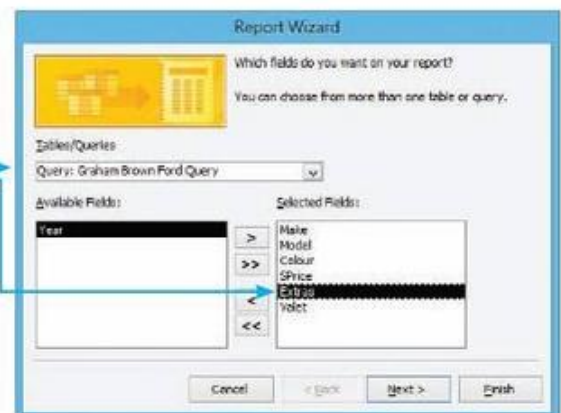 Report Wizard
Which fields do you want on your report?
You can choose from more than one table or query.
Tables/Queries
Query: Graham Brown Ford Query
Available Fields:
Selected Fields:
Year
Make
Model
Colour
SPrice
Extras
Valet
>
>>
<
<<
Cancel
< Back
Next >
Finish